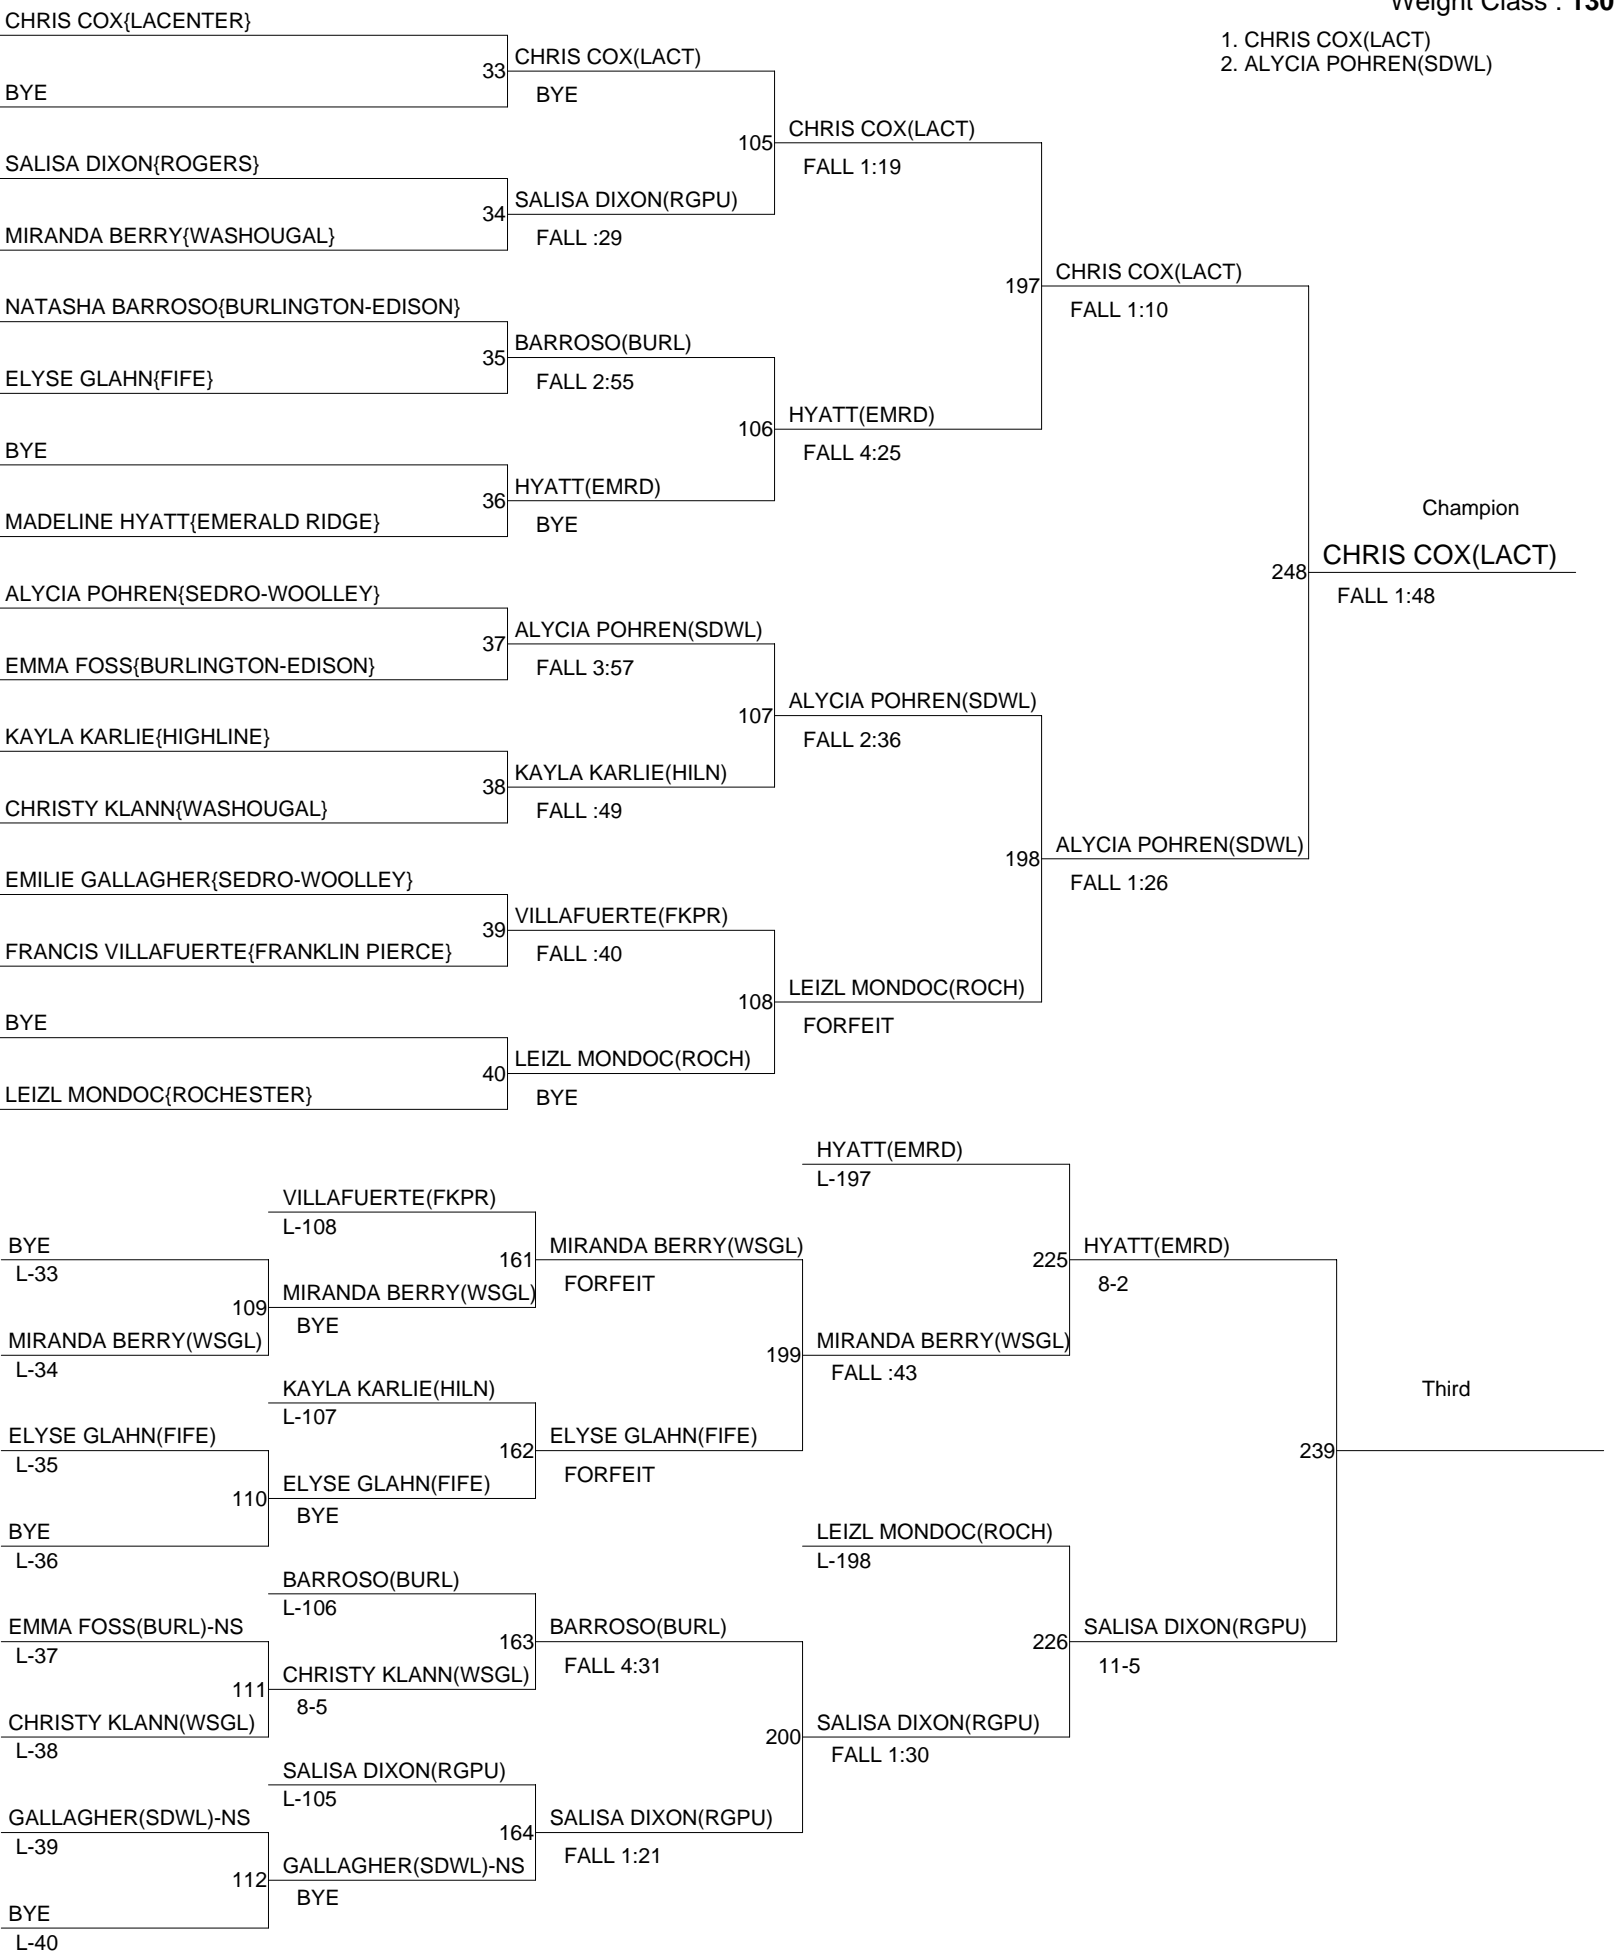 Weight Class : 130
1. CHRIS COX(LACT)
2. ALYCIA POHREN(SDWL)
CHRIS COX{LACENTER}
BYE
SALISA DIXON{ROGERS}
MIRANDA BERRY{WASHOUGAL}
NATASHA BARROSO{BURLINGTON-EDISON}
ELYSE GLAHN{FIFE}
BYE
MADELINE HYATT{EMERALD RIDGE}
ALYCIA POHREN{SEDRO-WOOLLEY}
EMMA FOSS{BURLINGTON-EDISON}
KAYLA KARLIE{HIGHLINE}
CHRISTY KLANN{WASHOUGAL}
EMILIE GALLAGHER{SEDRO-WOOLLEY}
FRANCIS VILLAFUERTE{FRANKLIN PIERCE}
BYE
LEIZL MONDOC{ROCHESTER}
33 CHRIS COX(LACT)
BYE
34 SALISA DIXON(RGPU)
FALL :29
35 BARROSO(BURL)
FALL 2:55
36 HYATT(EMRD)
BYE
37 ALYCIA POHREN(SDWL)
FALL 3:57
38 KAYLA KARLIE(HILN)
FALL :49
39 VILLAFUERTE(FKPR)
FALL :40
40 LEIZL MONDOC(ROCH)
BYE
105 CHRIS COX(LACT)
FALL 1:19
106 HYATT(EMRD)
FALL 4:25
107 ALYCIA POHREN(SDWL)
FALL 2:36
108 LEIZL MONDOC(ROCH)
FORFEIT
197 CHRIS COX(LACT)
FALL 1:10
198 ALYCIA POHREN(SDWL)
FALL 1:26
Champion
248 CHRIS COX(LACT)
FALL 1:48
BYE
L-33
MIRANDA BERRY(WSGL)
L-34
ELYSE GLAHN(FIFE)
L-35
BYE
L-36
EMMA FOSS(BURL)-NS
L-37
CHRISTY KLANN(WSGL)
L-38
GALLAGHER(SDWL)-NS
L-39
BYE
L-40
VILLAFUERTE(FKPR)
L-108
109 MIRANDA BERRY(WSGL)
BYE
KAYLA KARLIE(HILN)
L-107
110 ELYSE GLAHN(FIFE)
BYE
BARROSO(BURL)
L-106
111 CHRISTY KLANN(WSGL)
8-5
SALISA DIXON(RGPU)
L-105
112 GALLAGHER(SDWL)-NS
BYE
161 MIRANDA BERRY(WSGL)
FORFEIT
162 ELYSE GLAHN(FIFE)
FORFEIT
163 BARROSO(BURL)
FALL 4:31
164 SALISA DIXON(RGPU)
FALL 1:21
HYATT(EMRD)
L-197
199 MIRANDA BERRY(WSGL)
FALL :43
LEIZL MONDOC(ROCH)
L-198
200 SALISA DIXON(RGPU)
FALL 1:30
225 HYATT(EMRD)
8-2
226 SALISA DIXON(RGPU)
11-5
Third
239